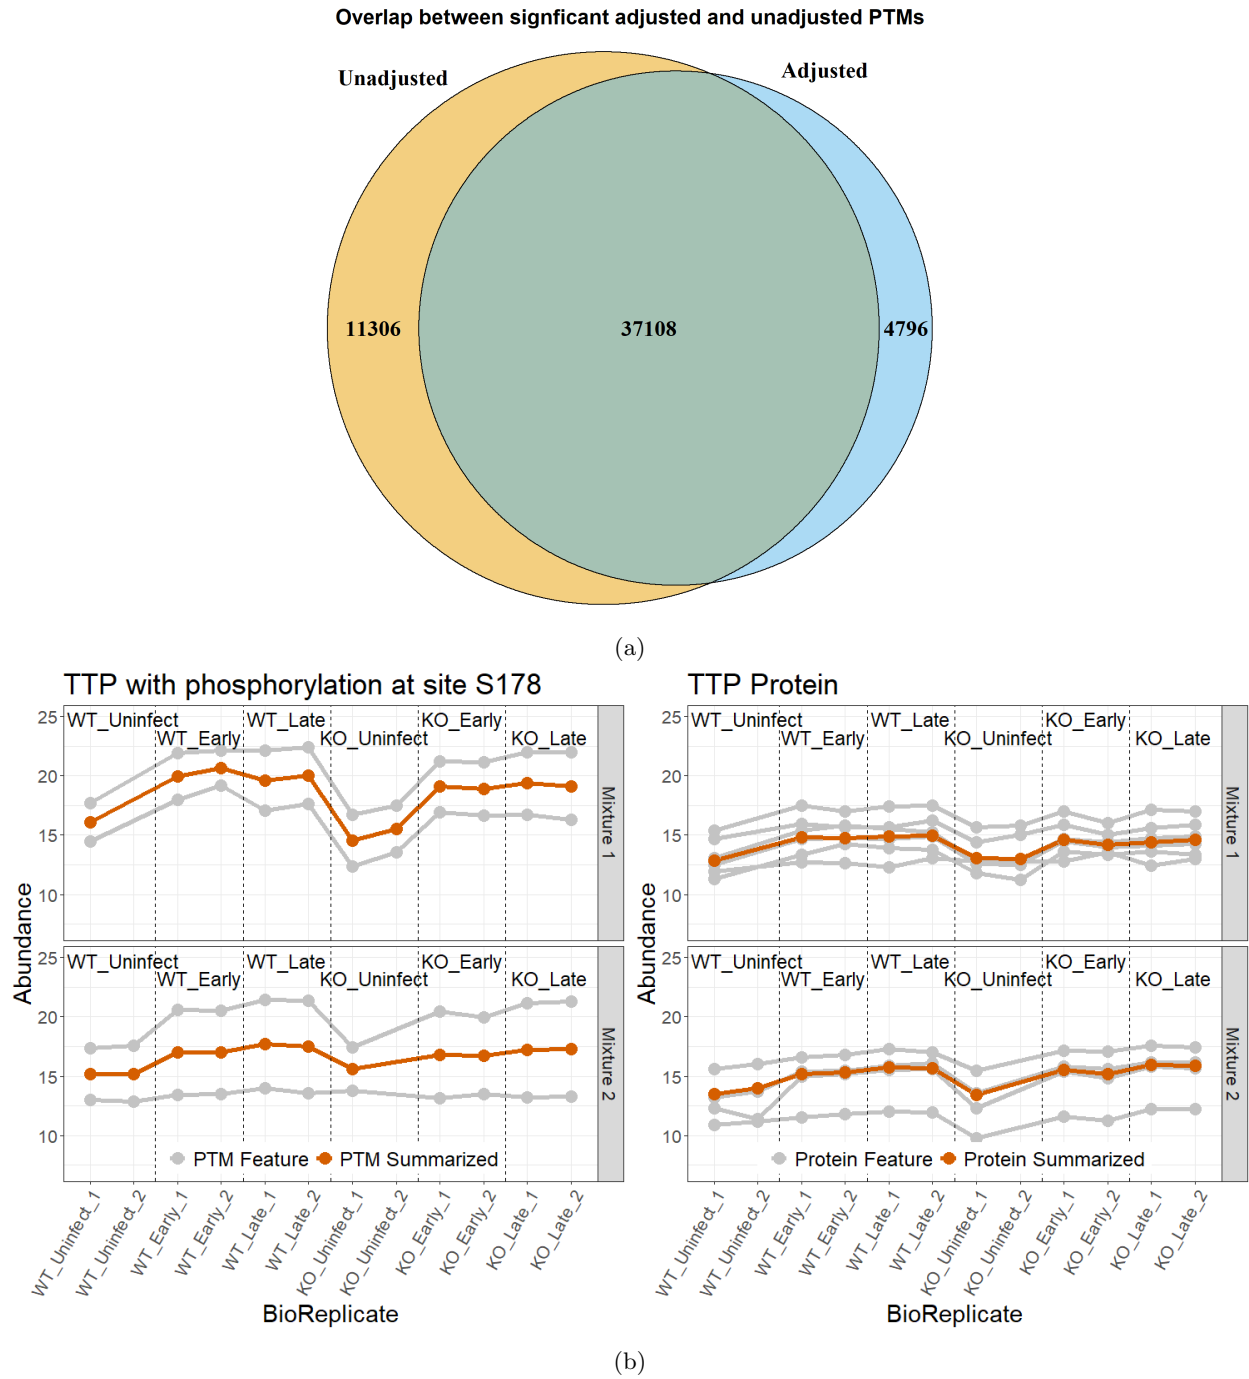 Overlap between signficant adjusted and unadjusted PTMs
Unadjusted
Adjusted
11306
37108
4796
(a)
TTP with phosphorylation at site S178
Abundance
25
20
15
10
WT_Uninfect
WT_Early
WT_Late
KO_Uninfect
KO_Early
KO_Late
Mixture 1
25
20
15
10
WT_Uninfect
WT_Early
WT_Late
KO_Uninfect
KO_Early
KO_Late
Mixture 2
PTM Feature
PTM Summarized
WT_Uninfect_1
WT_Uninfect_2
WT_Early_1
WT_Early_2
WT_Late_1
WT_Late_2
KO_Uninfect_1
KO_Uninfect_2
KO_Early_1
KO_Early_2
KO_Late_1
KO_Late_2
BioReplicate
TTP Protein
Abundance
25
20
15
10
WT_Uninfect
WT_Early
WT_Late
KO_Uninfect
KO_Early
KO_Late
Mixture 1
25
20
15
10
WT_Uninfect
WT_Early
WT_Late
KO_Uninfect
KO_Early
KO_Late
Mixture 2
Protein Feature
Protein Summarized
WT_Uninfect_1
WT_Uninfect_2
WT_Early_1
WT_Early_2
WT_Late_1
WT_Late_2
KO_Uninfect_1
KO_Uninfect_2
KO_Early_1
KO_Early_2
KO_Late_1
KO_Late_2
BioReplicate
(b)